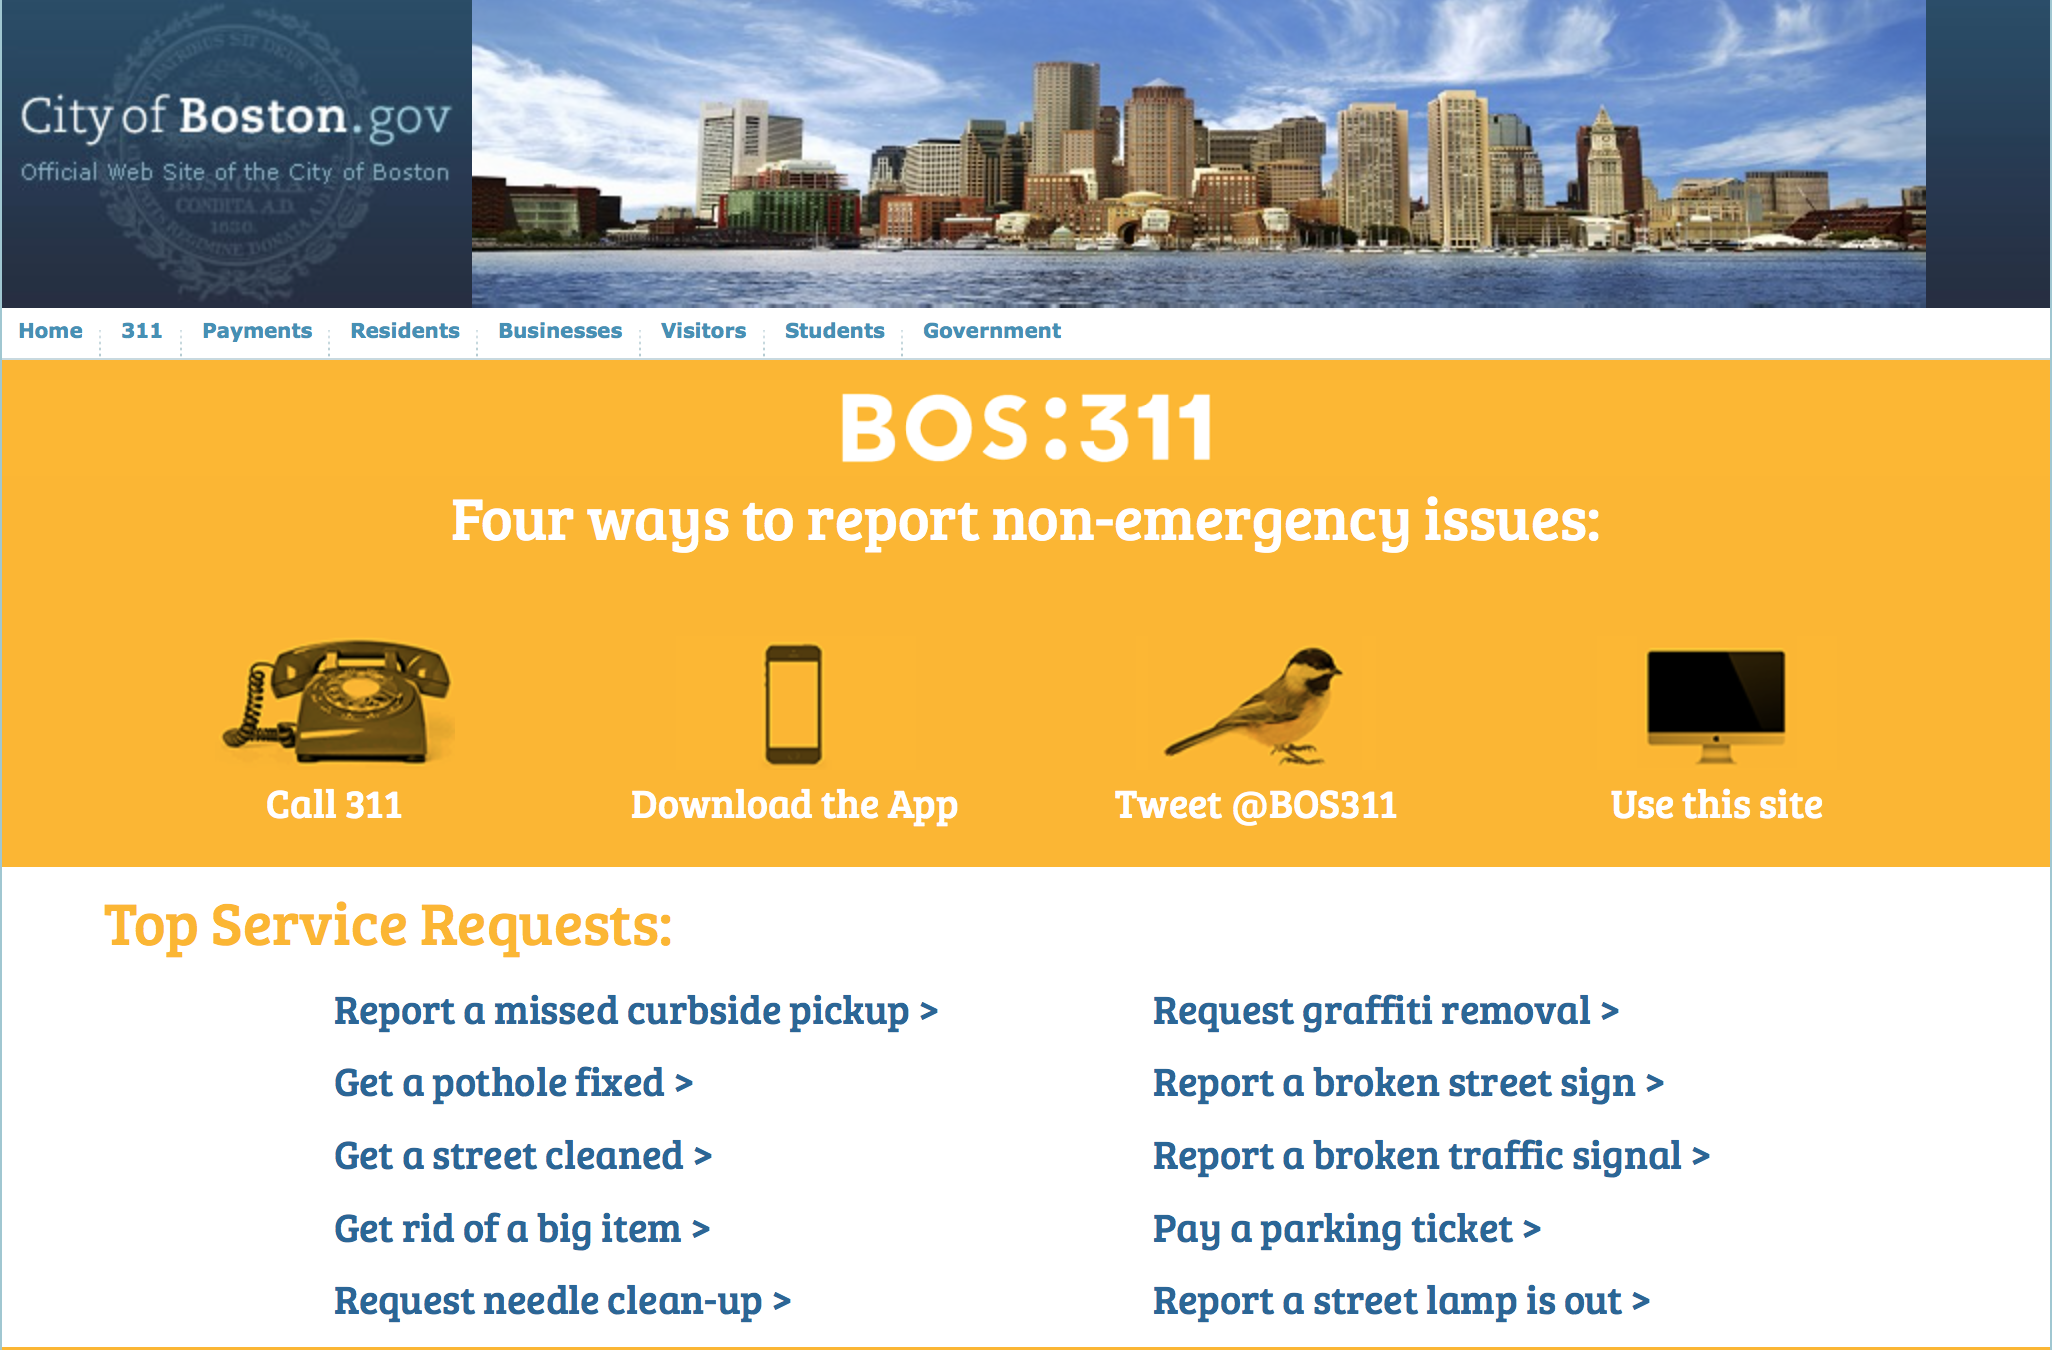 City of Boston.gov
Official Web Site of the City of Boston
BOSTONIA
CONDITA A.D.
1630.
Home 311 Payments Residents Businesses Visitors Students Government
BOS:311
Four ways to report non-emergency issues:
Call 311 Download the App Tweet @BOS311 Use this site
Top Service Requests:
Report a missed curbside pickup > Request graffiti removal >
Get a pothole fixed > Report a broken street sign >
Get a street cleaned > Report a broken traffic signal >
Get rid of a big item > Pay a parking ticket >
Request needle clean-up > Report a street lamp is out >